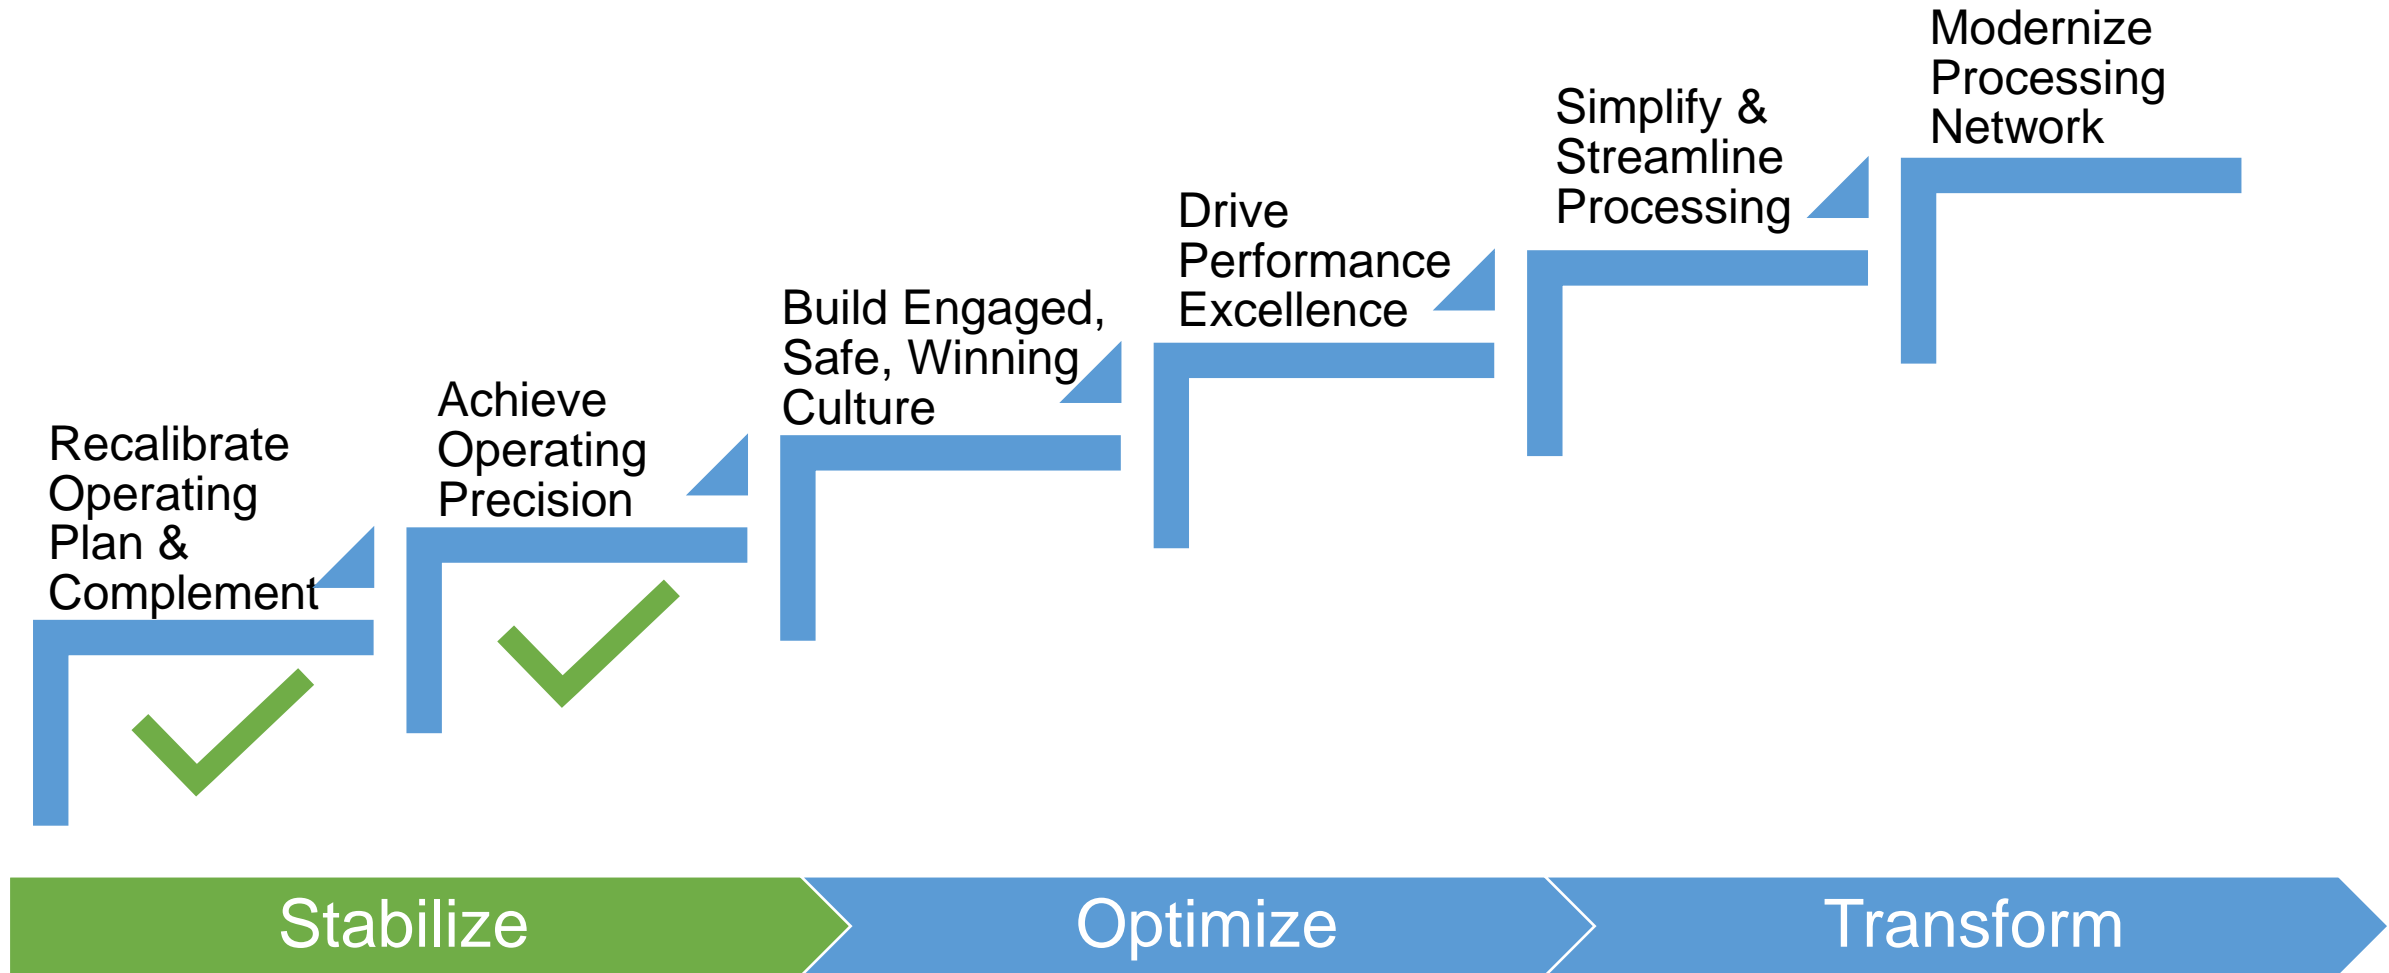 Recalibrate
Operating
Plan &
Complement
Achieve
Operating
Precision
Build Engaged,
Safe, Winning
Culture
Drive
Performance
Excellence
Simplify &
Streamline
Processing
Modernize
Processing
Network
Stabilize
Optimize
Transform